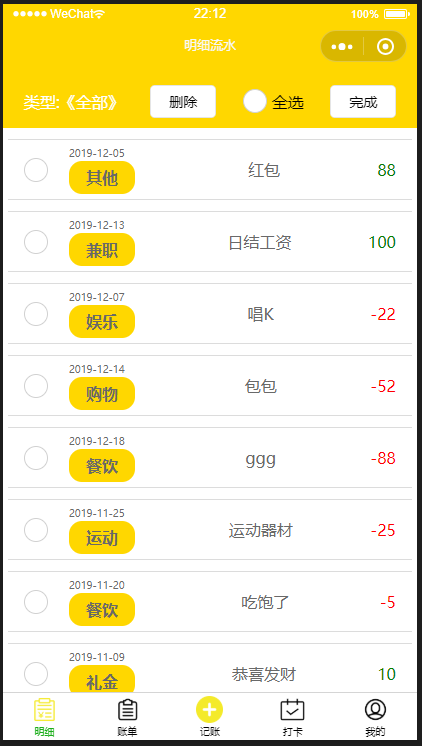 WeChat 22:12 100%
明细流水
类型:《全部》 删除 全选 完成
2019-12-05
其他 红包 88
2019-12-13
兼职 日结工资 100
2019-12-07
娱乐 唱K -22
2019-12-14
购物 包包 -52
2019-12-18
餐饮 ggg -88
2019-11-25
运动 运动器材 -25
2019-11-20
餐饮 吃饱了 -5
2019-11-09
礼金 恭喜发财 10
明细 账单 记账 打卡 我的